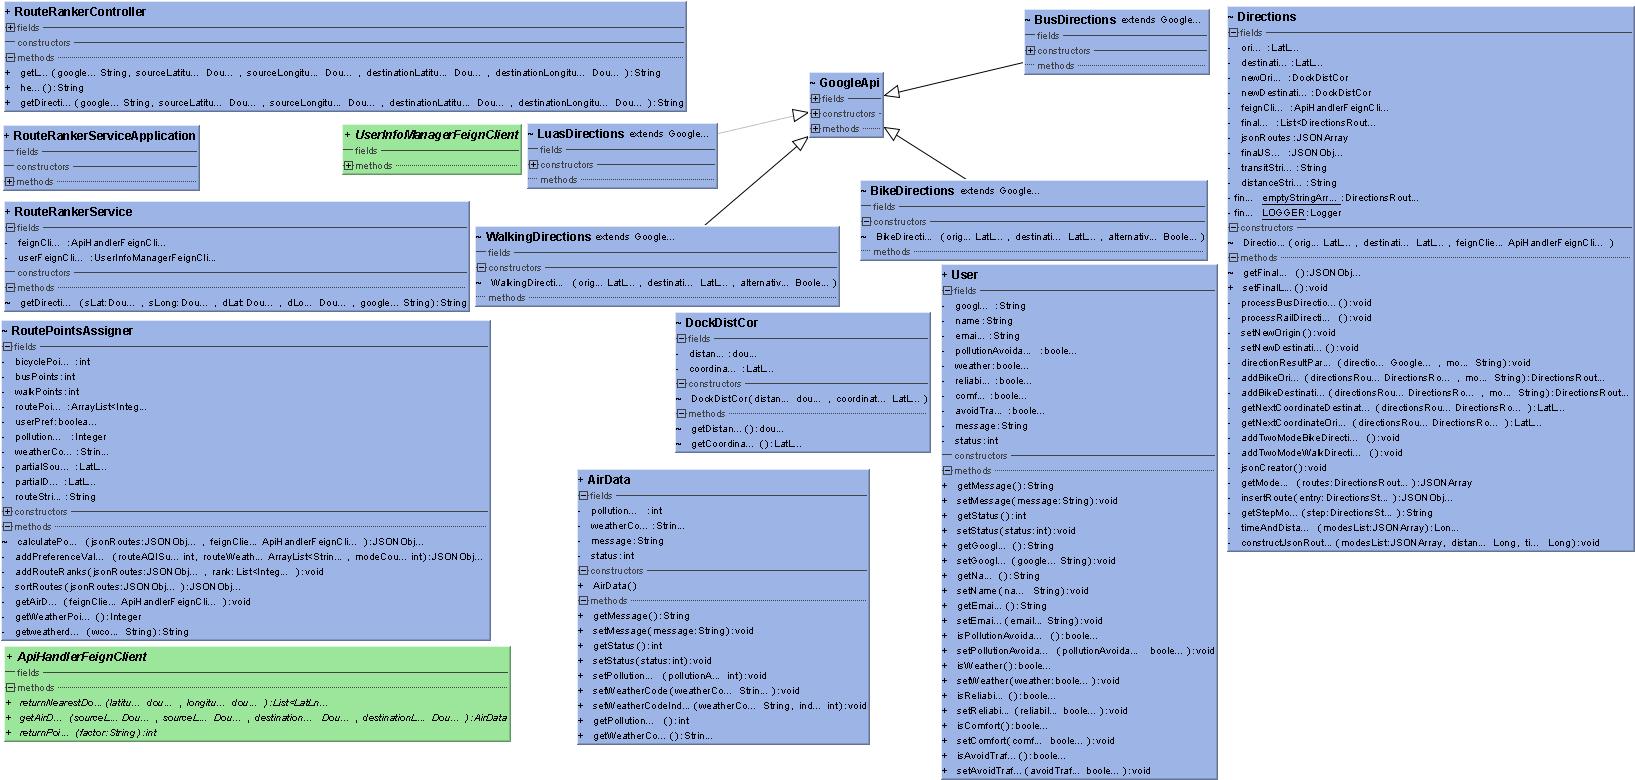 + RouteRankerController
fields
constructors
methods
+ getL... (google... String, sourceLatitu... Dou... , sourceLongitu... Dou... , destinationLatitu... Dou... , destinationLongitu... Dou... ):String
+ he... ():String
+ getDirecti... (google... String, sourceLatitu... Dou... , sourceLongitu... Dou... , destinationLatitu... Dou... , destinationLongitu... Dou... ):String
+ RouteRankerServiceApplication
fields
constructors
methods
+ UserInfoManagerFeignClient
fields
methods
~ LuasDirections extends Google...
fields
constructors
methods
~ GoogleApi
fields
constructors
methods
~ BusDirections extends Google...
fields
constructors
methods
~ BikeDirections extends Google...
fields
constructors
~ BikeDirecti... (orig... LatL... , destinati... LatL... , alternativ... Boole... )
methods
+ RouteRankerService
fields
- feignCli... :ApiHandlerFeignCli...
- userFeignCli... :UserInfoManagerFeignCli...
constructors
methods
~ getDirecti... (sLat:Dou... , sLong:Dou... , dLat:Dou... , dLo... Dou... , google... String):String
~ WalkingDirections extends Google...
fields
constructors
~ WalkingDirecti... (orig... LatL... , destinati... LatL... , alternativ... Boole... )
methods
~ RoutePointsAssigner
fields
- bicyclePoi... :int
- busPoints:int
- walkPoints:int
- routePoi... :ArrayList<Integ...
- userPref:boolea...
- pollution... :Integer
- weatherCo... :Strin...
- partialSou... :LatL...
- partialD... :LatL...
- routeStri... :String
constructors
methods
~ calculatePo... (jsonRoutes:JSONObj... , feignClie... ApiHandlerFeignCli... ):JSONObj...
- addPreferenceVal... (routeAQISu... int, routeWeath... ArrayList<Strin... , modeCou... int):JSONObj...
- addRouteRanks(jsonRoutes:JSONObj... , rank:List<Integ... ):void
- sortRoutes(jsonRoutes:JSONObj... ):JSONObj...
- getAirD... (feignClie... ApiHandlerFeignCli... ):void
- getWeatherPoi... ():Integer
- getweatherd... (wco... String):String
+ ApiHandlerFeignClient
fields
methods
+ returnNearestDo... (latitu... dou... , longitu... dou... ):List<LatLn...
+ getAirD... (sourceL... Dou... , sourceL... Dou... , destination... Dou... , destinationL... Dou... ):AirData
+ returnPoi... (factor:String):int
~ DockDistCor
fields
- distan... :dou...
- coordina... :LatL...
constructors
~ DockDistCor(distan... dou... , coordinat... LatL... )
methods
~ getDistan... ():dou...
~ getCoordina... ():LatL...
+ AirData
fields
- pollution... :int
- weatherCo... :Strin...
- message:String
- status:int
constructors
+ AirData()
methods
+ getMessage():String
+ setMessage(message:String):void
+ getStatus():int
+ setStatus(status:int):void
+ setPollution... (pollutionA... int):void
+ setWeatherCode(weatherCo... Strin... ):void
+ setWeatherCodeInd... (weatherCo... String, ind... int):void
+ getPollution... ():int
+ getWeatherCo... ():Strin...
+ User
fields
- googl... :String
- name:String
- emai... :String
- pollutionAvoida... :boole...
- weather:boole...
- reliabi... :boole...
- comf... :boole...
- avoidTra... :boole...
- message:String
- status:int
constructors
methods
+ getMessage():String
+ setMessage(message:String):void
+ getStatus():int
+ setStatus(status:int):void
+ getGoogl... ():String
+ setGoogl... (google... String):void
+ getNa... ():String
+ setName(na... String):void
+ getEmai... ():String
+ setEmai... (email... String):void
+ isPollutionAvoida... ():boole...
+ setPollutionAvoida... (pollutionAvoida... boole... ):void
+ isWeather():boole...
+ setWeather(weather:boole... ):void
+ isReliabi... ():boole...
+ setReliabi... (reliabil... boole... ):void
+ isComfort():boole...
+ setComfort(comf... boole... ):void
+ isAvoidTraf... ():boole...
+ setAvoidTraf... (avoidTraf... boole... ):void
~ Directions
fields
- ori... :LatL...
- destinati... :LatL...
- newOri... :DockDistCor
- newDestinati... :DockDistCor
- feignCli... :ApiHandlerFeignCli...
- final... :List<DirectionsRout...
- jsonRoutes:JSONArray
- finaUS... :JSONObj...
- transitStri... :String
- distanceStri... :String
- fin... emptyStringArr... :DirectionsRout...
- fin... LOGGER:Logger
constructors
~ Directio... (orig... LatL... , destinati... LatL... , feignClie... ApiHandlerFeignCli... )
methods
~ getFinal... ():JSONObj...
+ setFinalL... ():void
- processBusDirectio... ():void
- processRailDirecti... ():void
- setNewOrigin():void
- setNewDestinati... ():void
- directionResultPar... (directio... Google... , mo... String):void
- addBikeOri... (directionsRou... DirectionsRo... , mo... String):DirectionsRout...
- addBikeDestinati... (directionsRou... DirectionsRo... , mo... String):DirectionsRout...
- getNextCoordinateDestinat... (directionsRou... DirectionsRo... ):LatL...
- getNextCoordinateOri... (directionsRou... DirectionsRo... ):LatL...
- addTwoModeBikeDirecti... ():void
- addTwoModeWalkDirecti... ():void
- jsonCreator():void
- getMode... (routes:DirectionsRout... ):JSONArray
- insertRoute(entry:DirectionsSt... ):JSONObj...
- getStepMo... (step:DirectionsSt... ):String
- timeAndDista... (modesList:JSONArray):Lon...
- constructJsonRout... (modesList:JSONArray, distan... Long, ti... Long):void